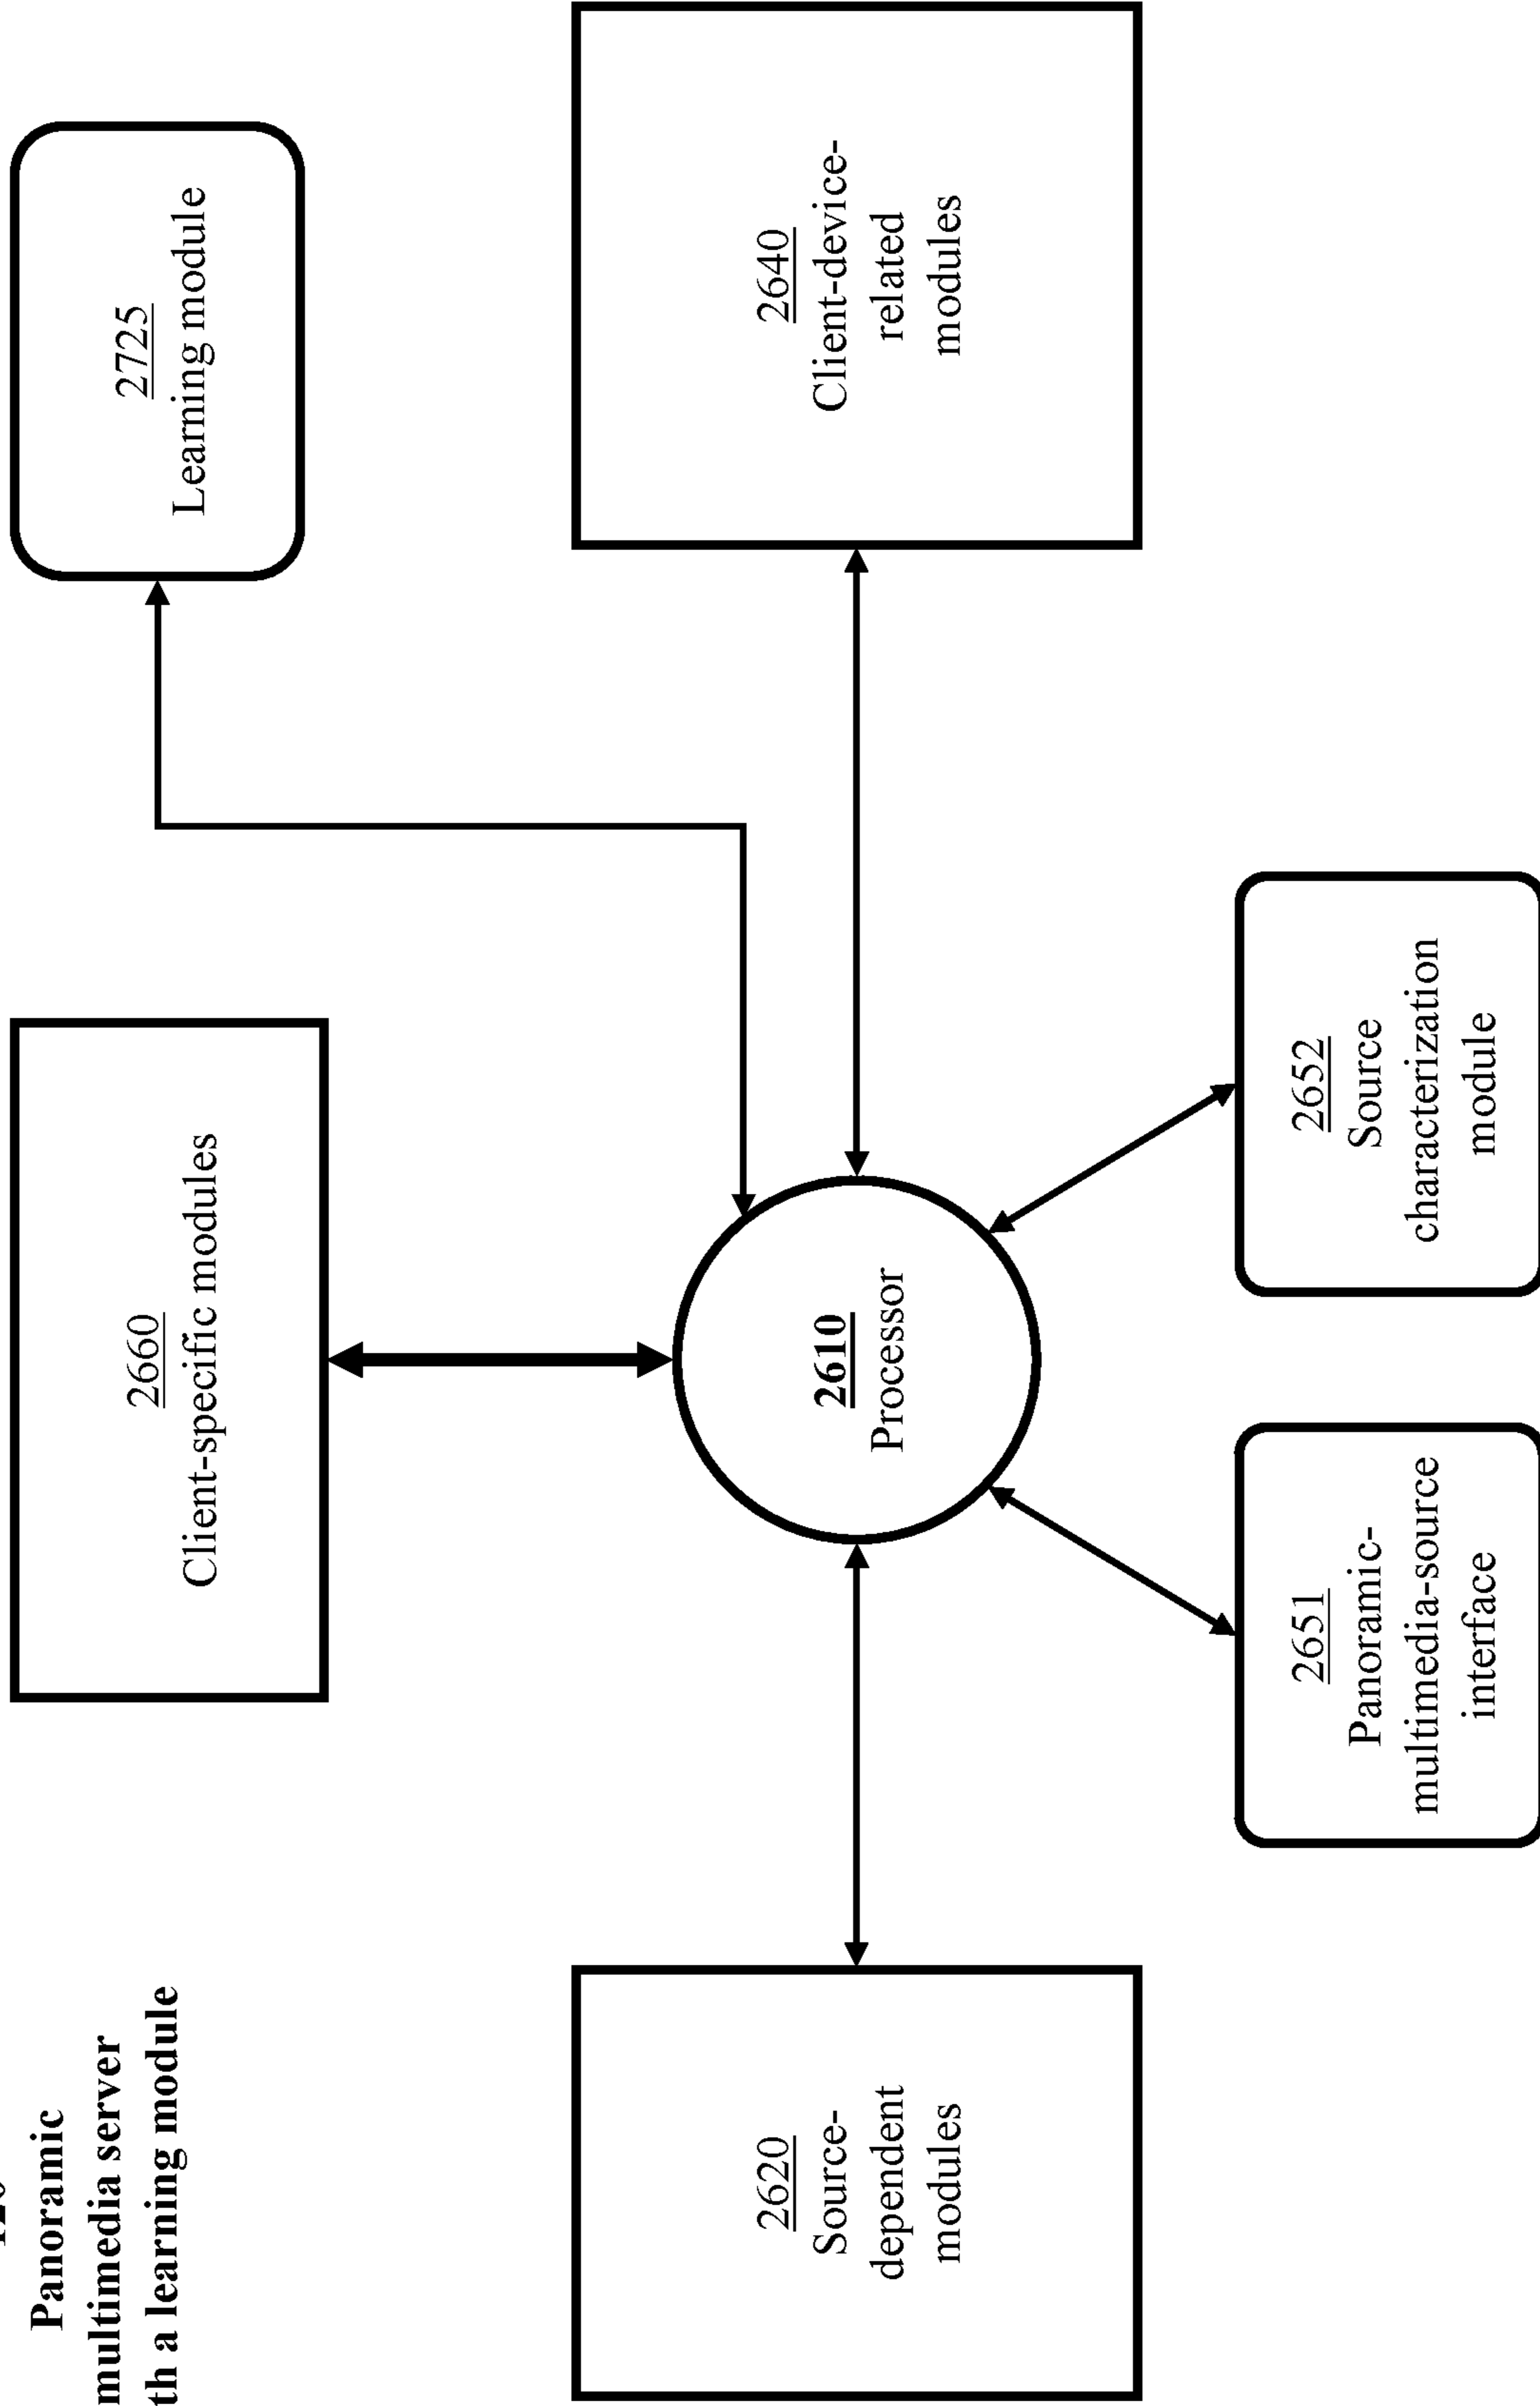 Panoramic
multimedia server
a learning module
2660
Client-specific modules
2725
Learning module
2620
Source-
dependent
modules
2610
Processor
2640
Client-device-
related
modules
2651
Panoramic-
multimedia-source
interface
2652
Source
characterization
module